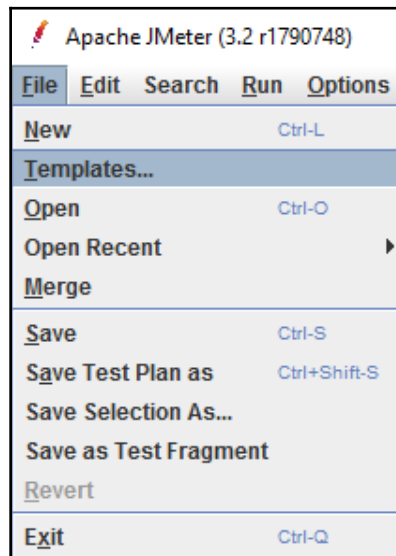 Apache JMeter (3.2 r1790748)
File Edit Search Run Options
New Ctrl-L
Templates...
Open Ctrl-O
Open Recent
Merge
Save Ctrl-S
Save Test Plan as Ctrl+Shift-S
Save Selection As...
Save as Test Fragment
Revert
Exit Ctrl-Q